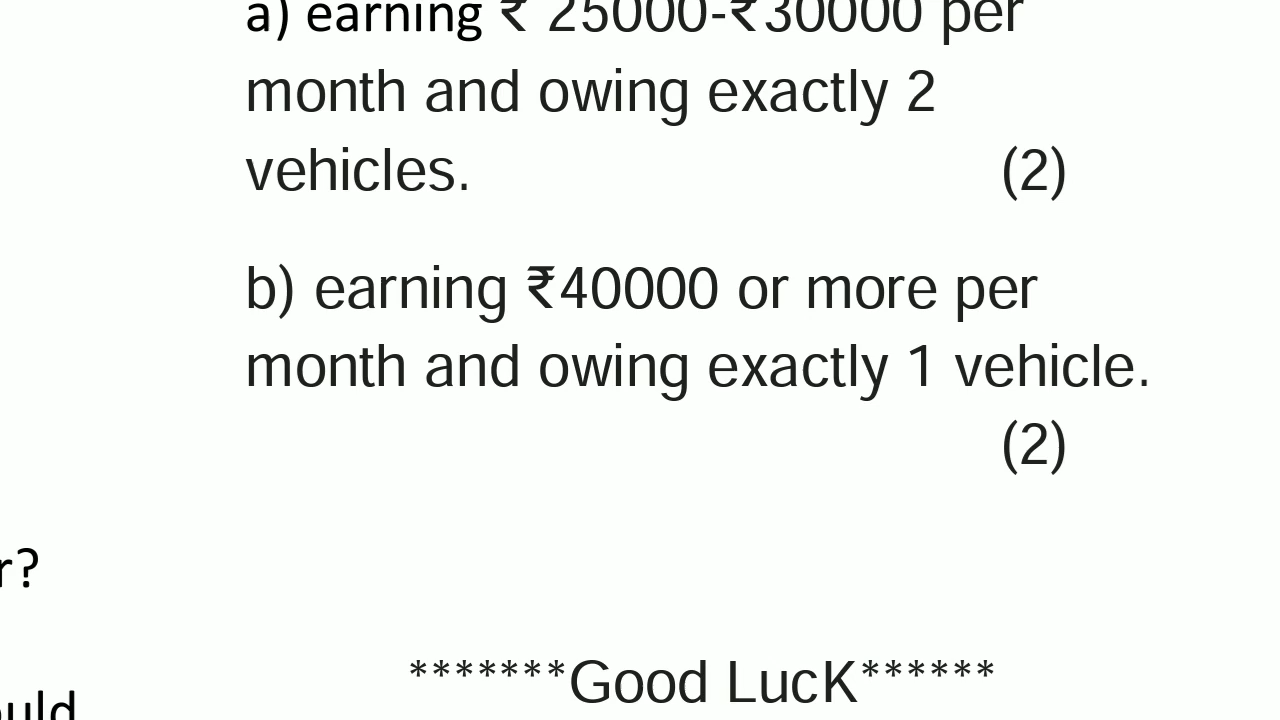 a) earning ₹ 25000-₹30000 per
month and owing exactly 2
vehicles. (2)
b) earning ₹40000 or more per
month and owing exactly 1 vehicle.
(2)
r?
*******Good LucK******
ould